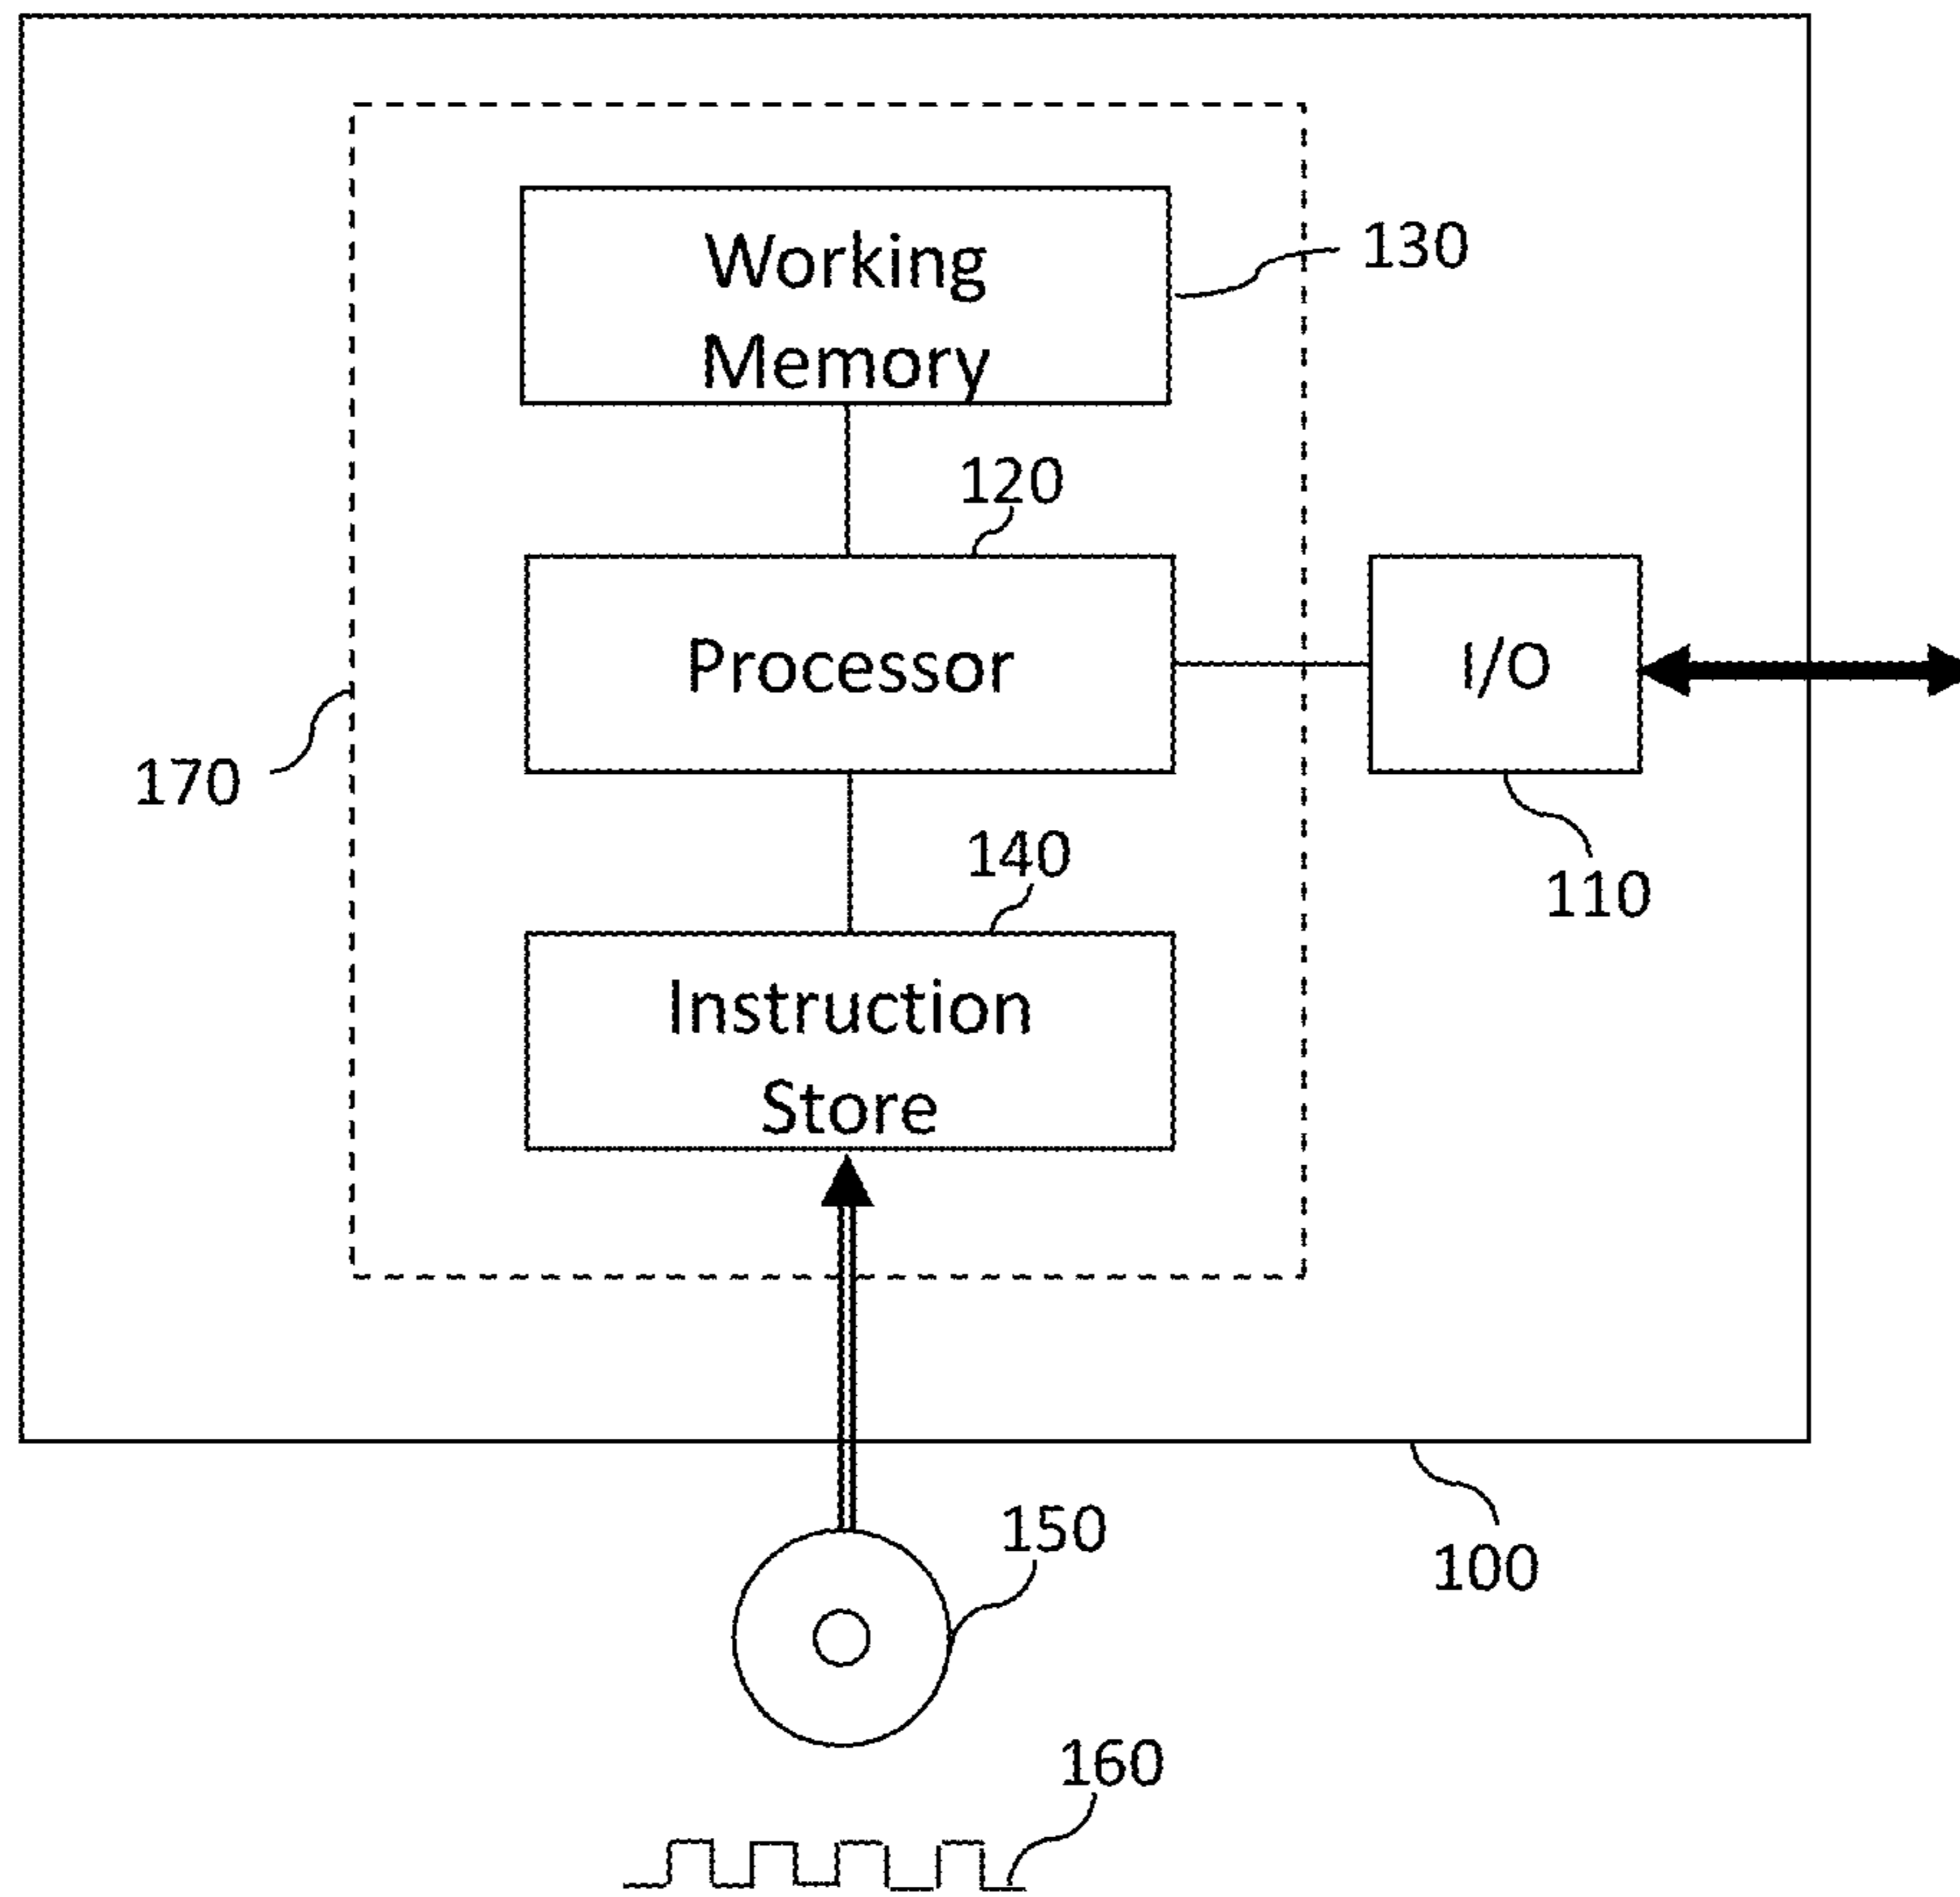 Working
Memory
130
120
Processor
I/O
170
140
110
Instruction
Store
150
100
160